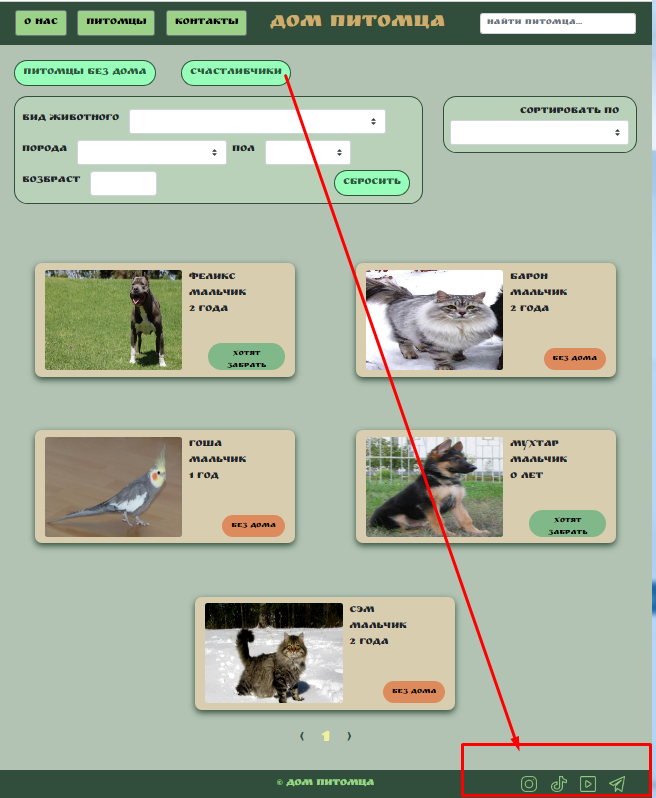 О НАС
ПИТОМЦЫ
КОНТАКТЫ
ДОМ ПИТОМЦА
НАЙТИ ПИТОМЦА...
ПИТОМЦЫ БЕЗ ДОМА
СЧАСТЛИВЧИКИ
ВИД ЖИВОТНОГО
ПОРОДА
ПОЛ
ВОЗВРАСТ
СБРОСИТЬ
СОРТИРОВАТЬ ПО
ФЕЛИКС
МАЛЬЧИК
2 ГОДА
ХОТЯТ
ЗАБРАТЬ
БАРОН
МАЛЬЧИК
2 ГОДА
БЕЗ ДОМА
ГОША
МАЛЬЧИК
1 ГОД
БЕЗ ДОМА
МУХТАР
МАЛЬЧИК
0 ЛЕТ
ХОТЯТ
ЗАБРАТЬ
СЭМ
МАЛЬЧИК
2 ГОДА
БЕЗ ДОМА
‹ 1 ›
© ДОМ ПИТОМЦА